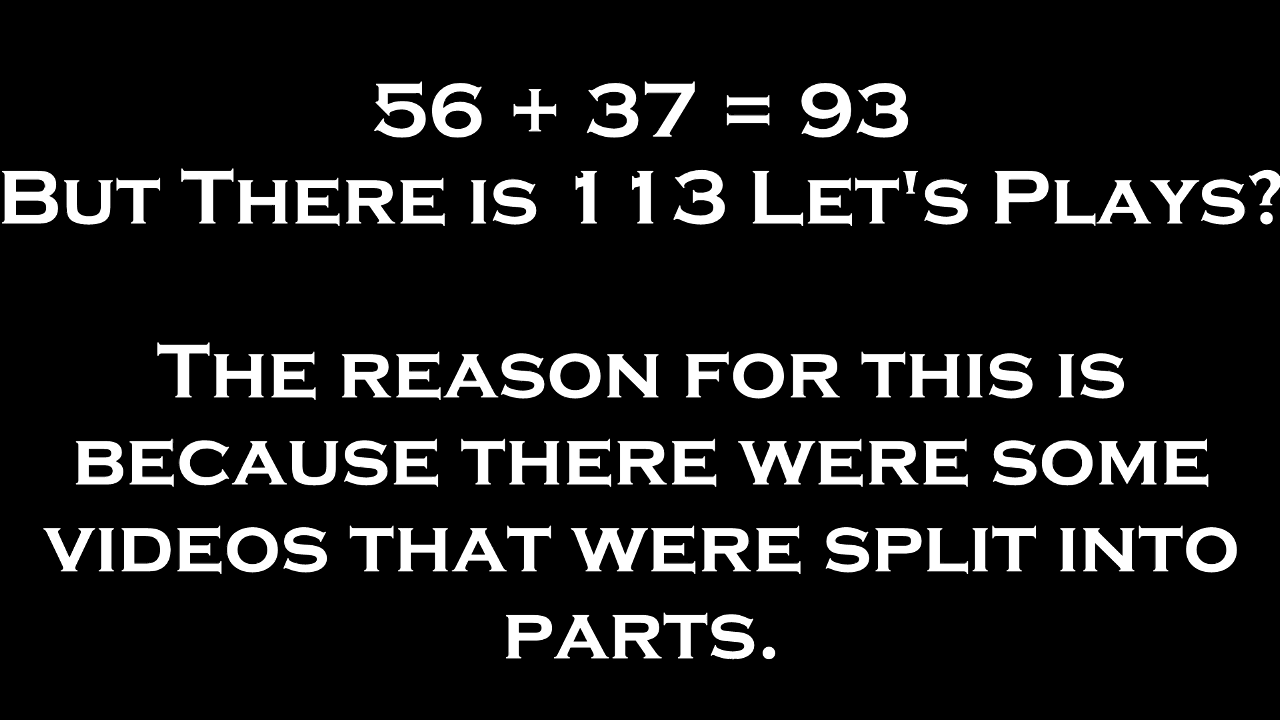 56 + 37 = 93
But There is 113 Let's Plays?
The reason for this is
because there were some
videos that were split into
parts.